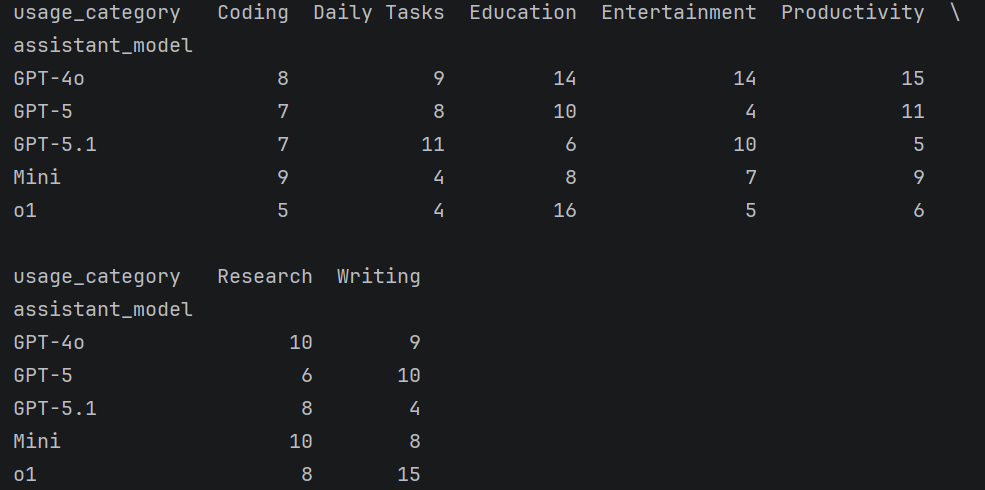 usage_category   Coding  Daily Tasks  Education  Entertainment  Productivity  \
assistant_model
GPT-4o                8            9         14             14            15
GPT-5                 7            8         10              4            11
GPT-5.1               7           11          6             10             5
Mini                  9            4          8              7             9
o1                    5            4         16              5             6
usage_category   Research  Writing
assistant_model
GPT-4o                 10        9
GPT-5                   6       10
GPT-5.1                 8        4
Mini                   10        8
o1                      8       15